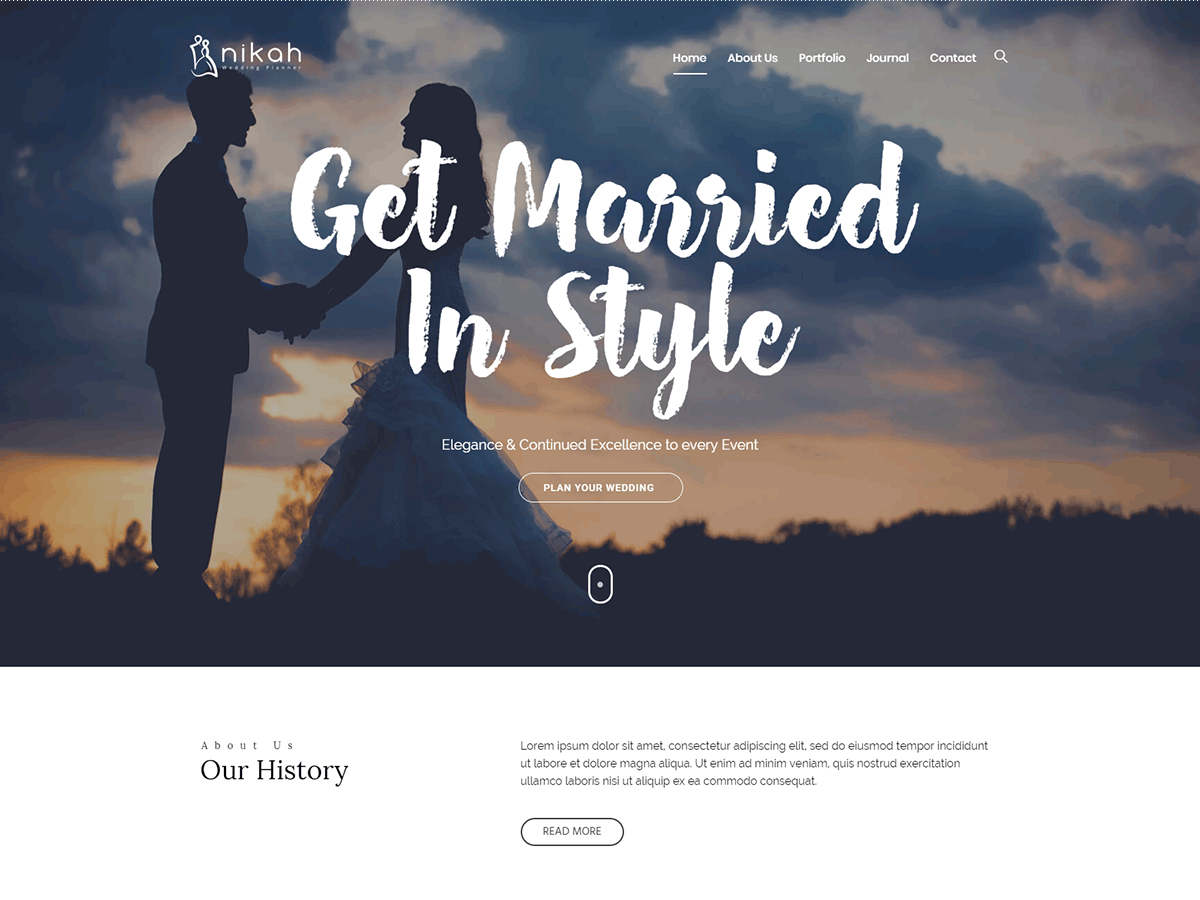 nikah
Wedding Planner
Home About Us Portfolio Journal Contact
Get Married
In Style
Elegance & Continued Excellence to every Event
PLAN YOUR WEDDING
About Us
Our History
Lorem ipsum dolor sit amet, consectetur adipiscing elit, sed do eiusmod tempor incididunt
ut labore et dolore magna aliqua. Ut enim ad minim veniam, quis nostrud exercitation
ullamco laboris nisi ut aliquip ex ea commodo consequat.
READ MORE